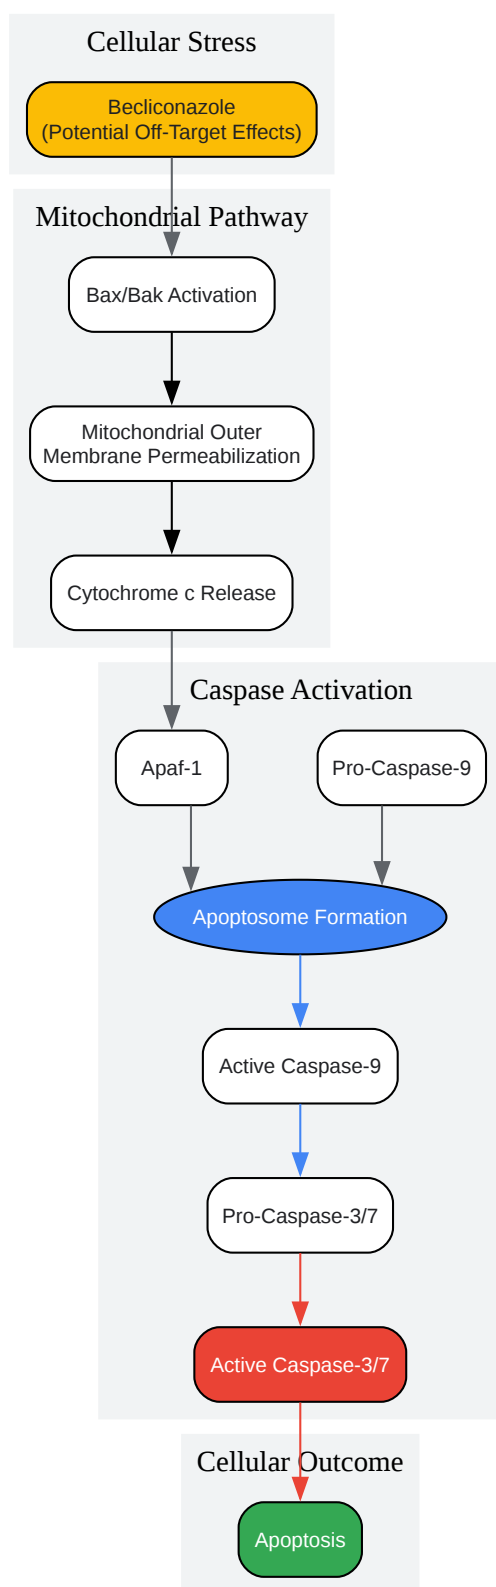 Cellular Stress
Becliconazole
(Potential Off-Target Effects)
Mitochondrial Pathway
Bax/Bak Activation
Mitochondrial Outer
Membrane Permeabilization
Cytochrome c Release
Caspase Activation
Apaf-1
Pro-Caspase-9
Apoptosome Formation
Active Caspase-9
Pro-Caspase-3/7
Active Caspase-3/7
Cellular Outcome
Apoptosis